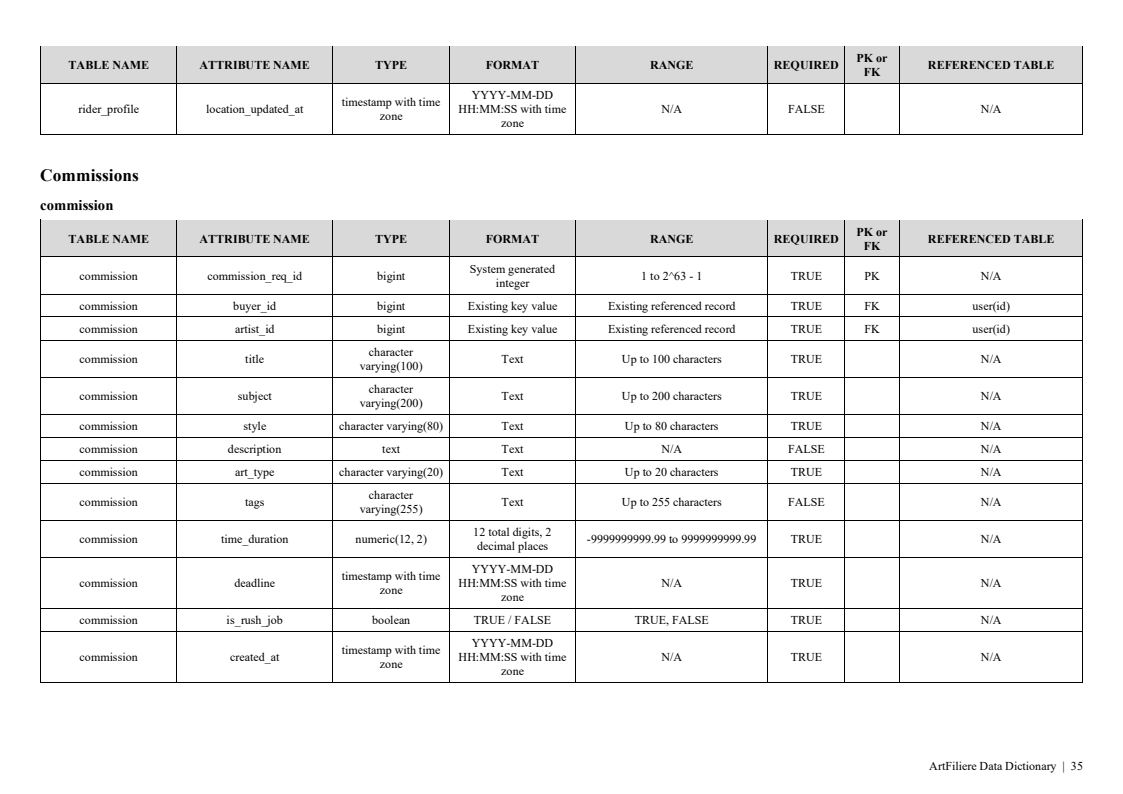 TABLE NAME ATTRIBUTE NAME TYPE FORMAT RANGE REQUIRED PK or FK REFERENCED TABLE
rider_profile location_updated_at timestamp with time zone YYYY-MM-DD HH:MM:SS with time zone N/A FALSE N/A
Commissions
commission
TABLE NAME ATTRIBUTE NAME TYPE FORMAT RANGE REQUIRED PK or FK REFERENCED TABLE
commission commission_req_id bigint System generated integer 1 to 2^63 - 1 TRUE PK N/A
commission buyer_id bigint Existing key value Existing referenced record TRUE FK user(id)
commission artist_id bigint Existing key value Existing referenced record TRUE FK user(id)
commission title character varying(100) Text Up to 100 characters TRUE N/A
commission subject character varying(200) Text Up to 200 characters TRUE N/A
commission style character varying(80) Text Up to 80 characters TRUE N/A
commission description text Text N/A FALSE N/A
commission art_type character varying(20) Text Up to 20 characters TRUE N/A
commission tags character varying(255) Text Up to 255 characters FALSE N/A
commission time_duration numeric(12, 2) 12 total digits, 2 decimal places -9999999999.99 to 9999999999.99 TRUE N/A
commission deadline timestamp with time zone YYYY-MM-DD HH:MM:SS with time zone N/A TRUE N/A
commission is_rush_job boolean TRUE / FALSE TRUE, FALSE TRUE N/A
commission created_at timestamp with time zone YYYY-MM-DD HH:MM:SS with time zone N/A TRUE N/A
ArtFiliere Data Dictionary | 35